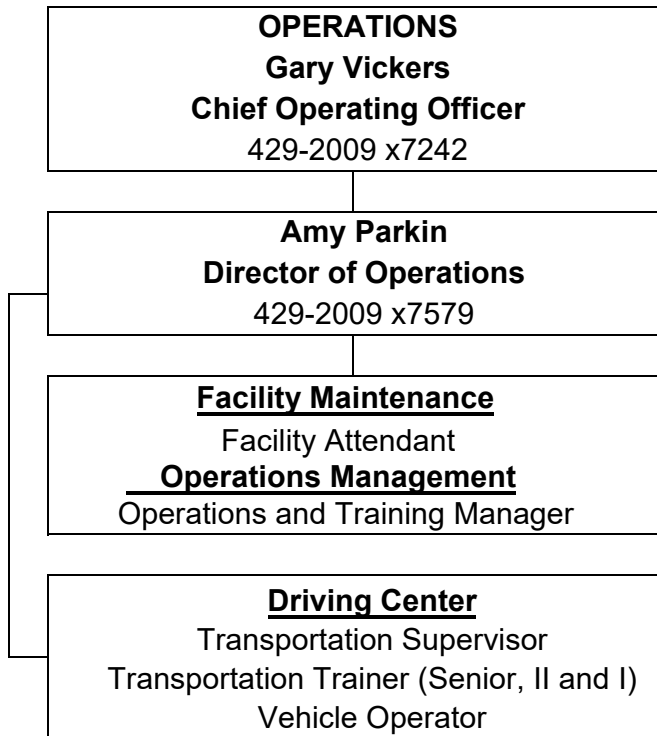 OPERATIONS
Gary Vickers
Chief Operating Officer
429-2009 x7242
Amy Parkin
Director of Operations
429-2009 x7579
Facility Maintenance
Facility Attendant
Operations Management
Operations and Training Manager
Driving Center
Transportation Supervisor
Transportation Trainer (Senior, II and I)
Vehicle Operator